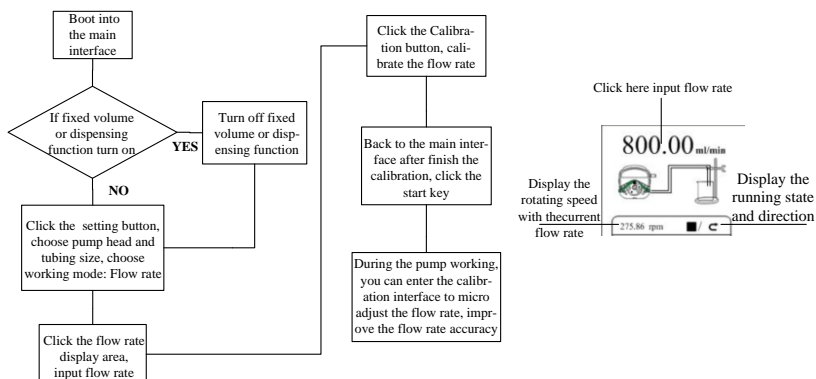 Boot into
the main
interface
If fixed volume
or dispensing
function turn on
YES
Turn off fixed
volume or disp-
ensing function
NO
Click the setting button,
choose pump head and
tubing size, choose
working mode: Flow rate
Click the flow rate
display area,
input flow rate
Click the Calibra-
tion button, cali-
brate the flow rate
Back to the main inter-
face after finish the
calibration, click the
start key
During the pump working,
you can enter the calibr-
ation interface to micro
adjust the flow rate, impr-
ove the flow rate accuracy
Click here input flow rate
800.00 ml/min
Display the
rotating speed
with thecurrent
flow rate
275.86 rpm
Display the
running state
and direction